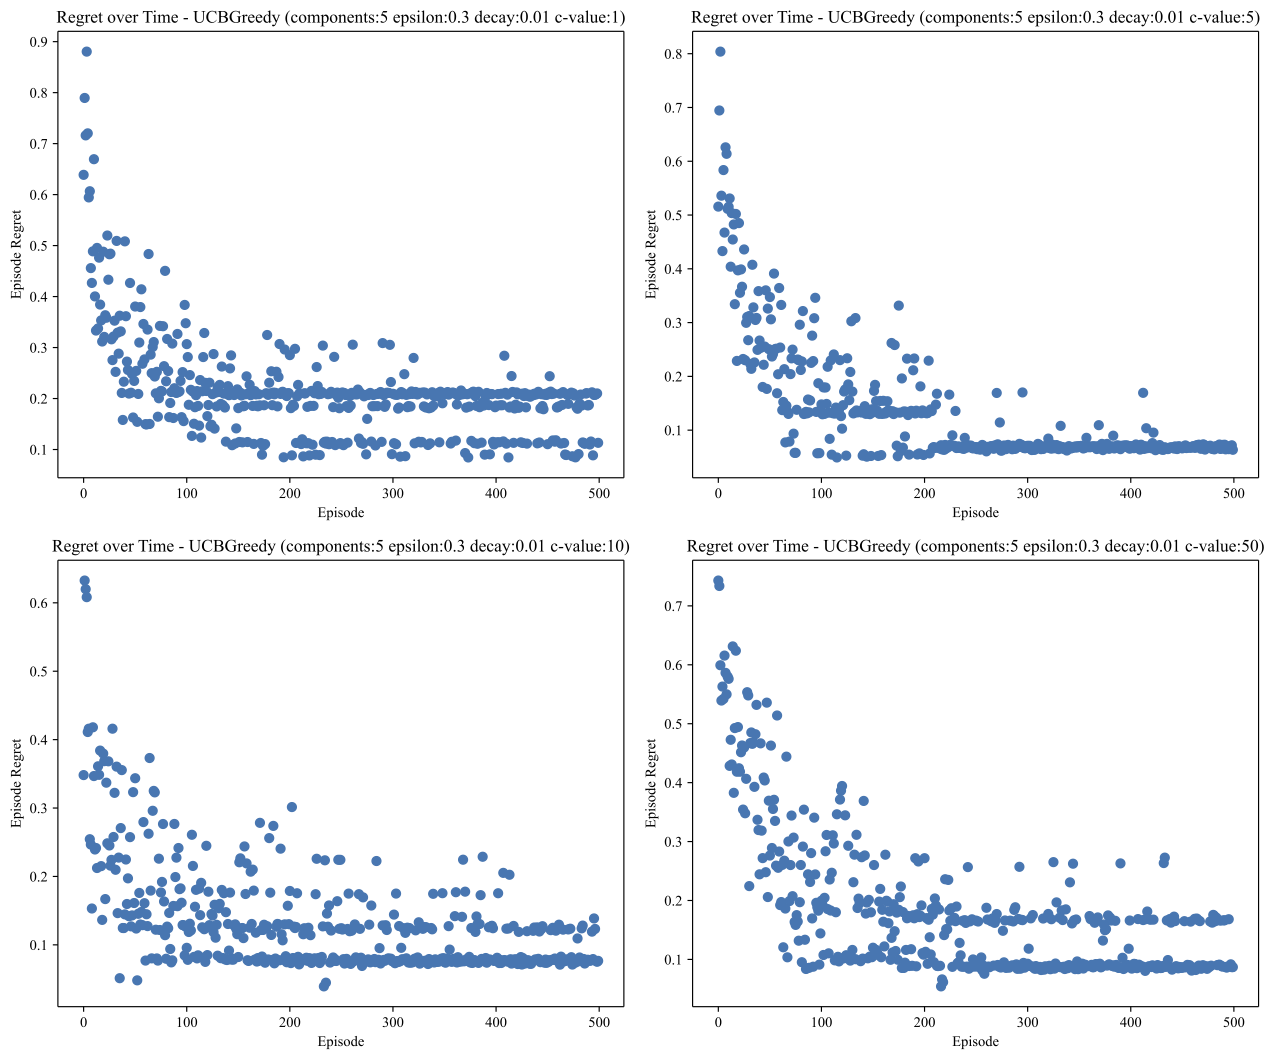 Regret over Time - UCBGreedy (components:5 epsilon:0.3 decay:0.01 c-value:1)
0.9
0.8
0.7
0.6
0.5
0.4
0.3
0.2
0.1
Episode Regret
0 100 200 300 400 500
Episode
Regret over Time - UCBGreedy (components:5 epsilon:0.3 decay:0.01 c-value:5)
0.8
0.7
0.6
0.5
0.4
0.3
0.2
0.1
Episode Regret
0 100 200 300 400 500
Episode
Regret over Time - UCBGreedy (components:5 epsilon:0.3 decay:0.01 c-value:10)
0.6
0.5
0.4
0.3
0.2
0.1
Episode Regret
0 100 200 300 400 500
Episode
Regret over Time - UCBGreedy (components:5 epsilon:0.3 decay:0.01 c-value:50)
0.7
0.6
0.5
0.4
0.3
0.2
0.1
Episode Regret
0 100 200 300 400 500
Episode